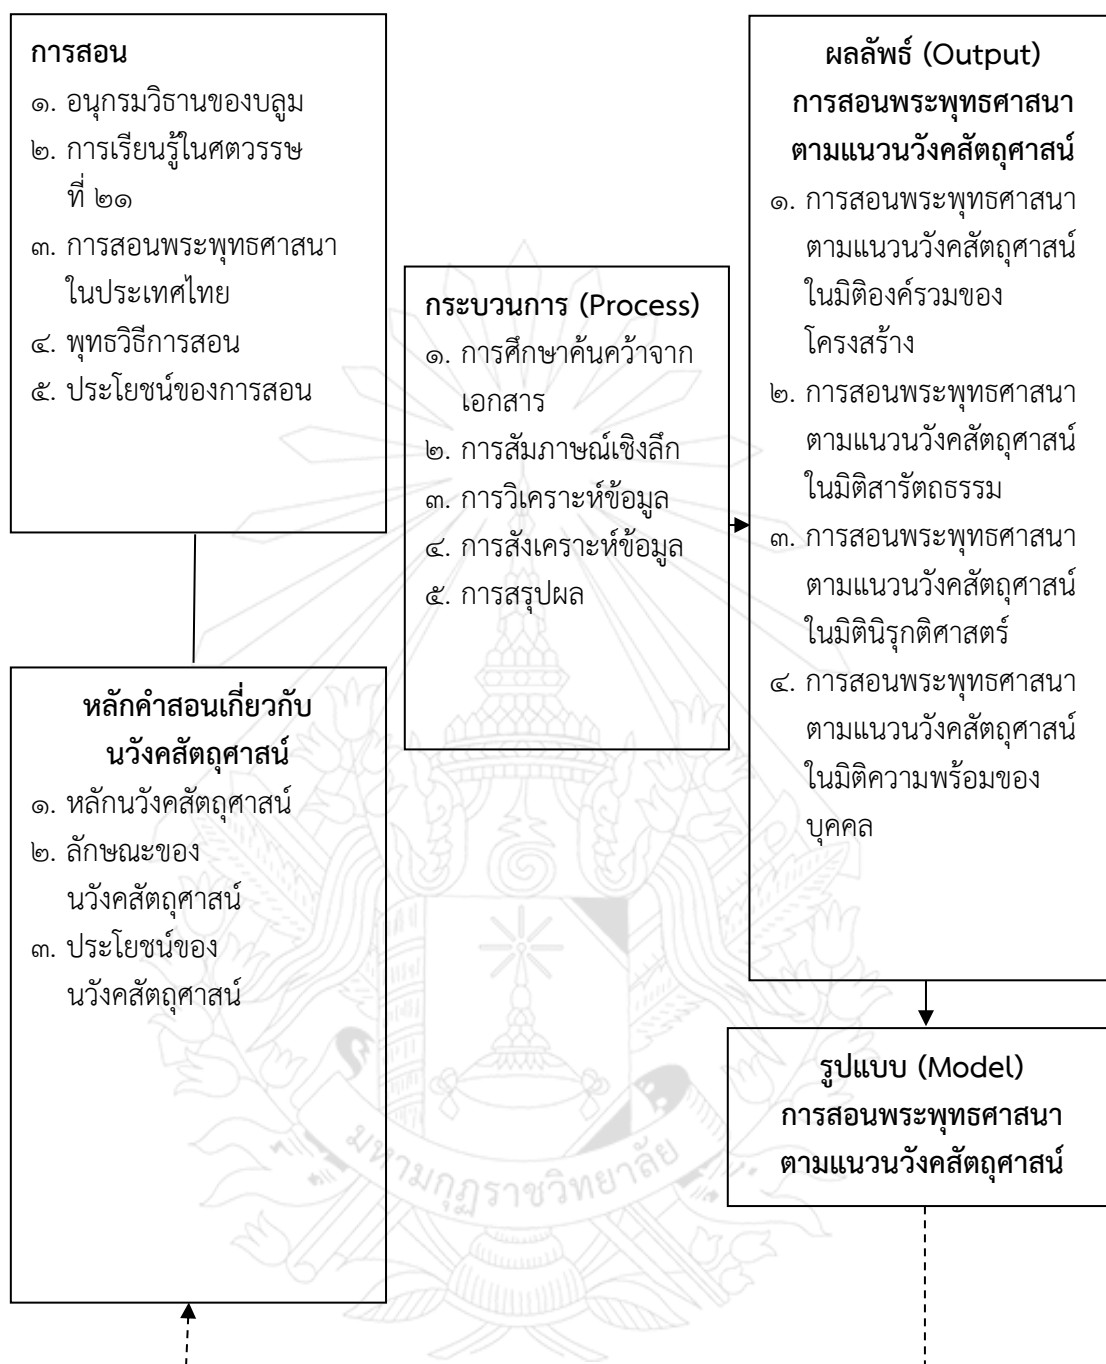 การสอน
๑. อนุกรมวิธานของบลูม
๒. การเรียนรู้ในศตวรรษ
ที่ ๒๑
๓. การสอนพระพุทธศาสนา
ในประเทศไทย
๔. พุทธวิธีการสอน
๕. ประโยชน์ของการสอน
หลักคำสอนเกี่ยวกับ
นวังคสัตถุศาสน์
๑. หลักนวังคสัตถุศาสน์
๒. ลักษณะของ
นวังคสัตถุศาสน์
๓. ประโยชน์ของ
นวังคสัตถุศาสน์
กระบวนการ (Process)
๑. การศึกษาค้นคว้าจาก
เอกสาร
๒. การสัมภาษณ์เชิงลึก
๓. การวิเคราะห์ข้อมูล
๔. การสังเคราะห์ข้อมูล
๕. การสรุปผล
ผลลัพธ์ (Output)
การสอนพระพุทธศาสนา
ตามแนวนวังคสัตถุศาสน์
๑. การสอนพระพุทธศาสนา
ตามแนวนวังคสัตถุศาสน์
ในมิติองค์รวมของ
โครงสร้าง
๒. การสอนพระพุทธศาสนา
ตามแนวนวังคสัตถุศาสน์
ในมิติสารัตถธรรม
๓. การสอนพระพุทธศาสนา
ตามแนวนวังคสัตถุศาสน์
ในมิตินิรุกติศาสตร์
๔. การสอนพระพุทธศาสนา
ตามแนวนวังคสัตถุศาสน์
ในมิติความพร้อมของ
บุคคล
รูปแบบ (Model)
การสอนพระพุทธศาสนา
ตามแนวนวังคสัตถุศาสน์
มหามกุฏราชวิทยาลัย